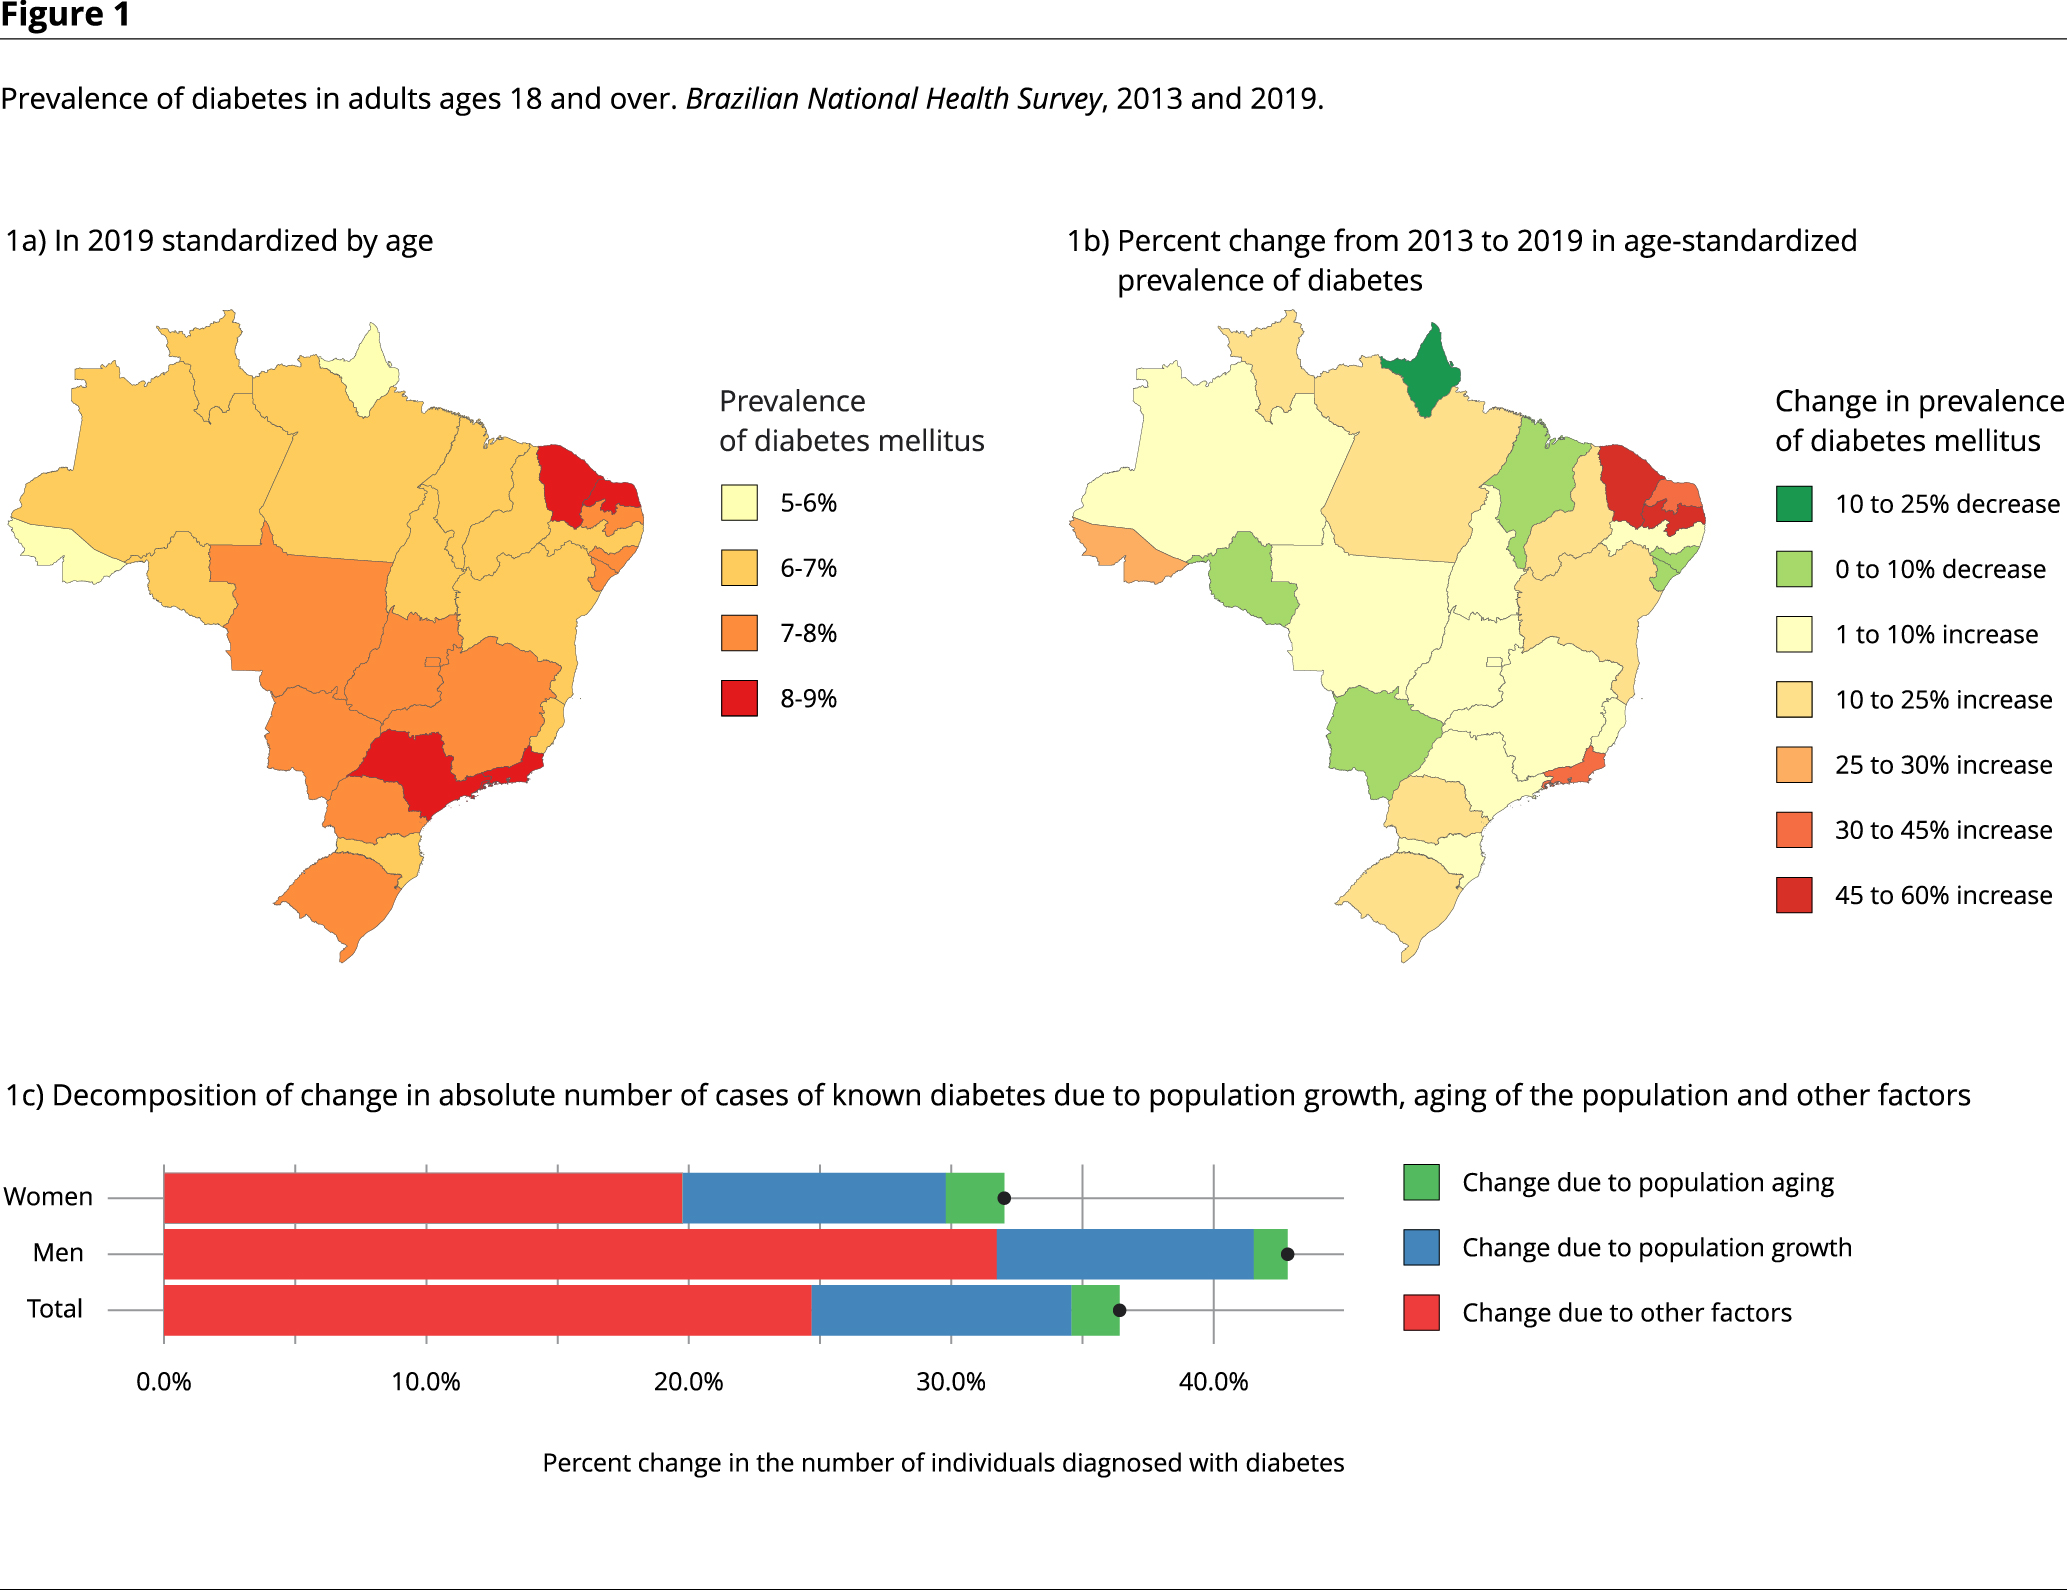 Figure 1
Prevalence of diabetes in adults ages 18 and over. Brazilian National Health Survey, 2013 and 2019.
1a) In 2019 standardized by age
Prevalence
of diabetes mellitus
5-6%
6-7%
7-8%
8-9%
1b) Percent change from 2013 to 2019 in age-standardized
prevalence of diabetes
Change in prevalence
of diabetes mellitus
10 to 25% decrease
0 to 10% decrease
1 to 10% increase
10 to 25% increase
25 to 30% increase
30 to 45% increase
45 to 60% increase
1c) Decomposition of change in absolute number of cases of known diabetes due to population growth, aging of the population and other factors
Women
Men
Total
0.0%
10.0%
20.0%
30.0%
40.0%
Change due to population aging
Change due to population growth
Change due to other factors
Percent change in the number of individuals diagnosed with diabetes